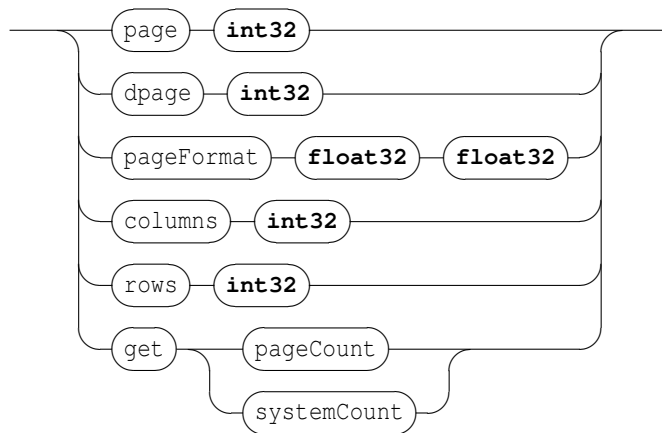 page int32
dpage int32
pageFormat float32 float32
columns int32
rows int32
get pageCount
systemCount